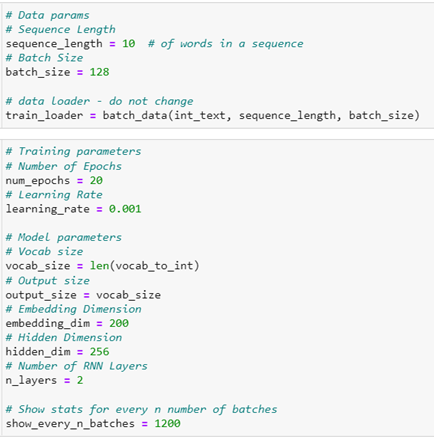 # Data params
# Sequence Length
sequence_length = 10  # of words in a sequence
# Batch Size
batch_size = 128
# data loader - do not change
train_loader = batch_data(int_text, sequence_length, batch_size)
# Training parameters
# Number of Epochs
num_epochs = 20
# Learning Rate
learning_rate = 0.001
# Model parameters
# Vocab size
vocab_size = len(vocab_to_int)
# Output size
output_size = vocab_size
# Embedding Dimension
embedding_dim = 200
# Hidden Dimension
hidden_dim = 256
# Number of RNN Layers
n_layers = 2
# Show stats for every n number of batches
show_every_n_batches = 1200